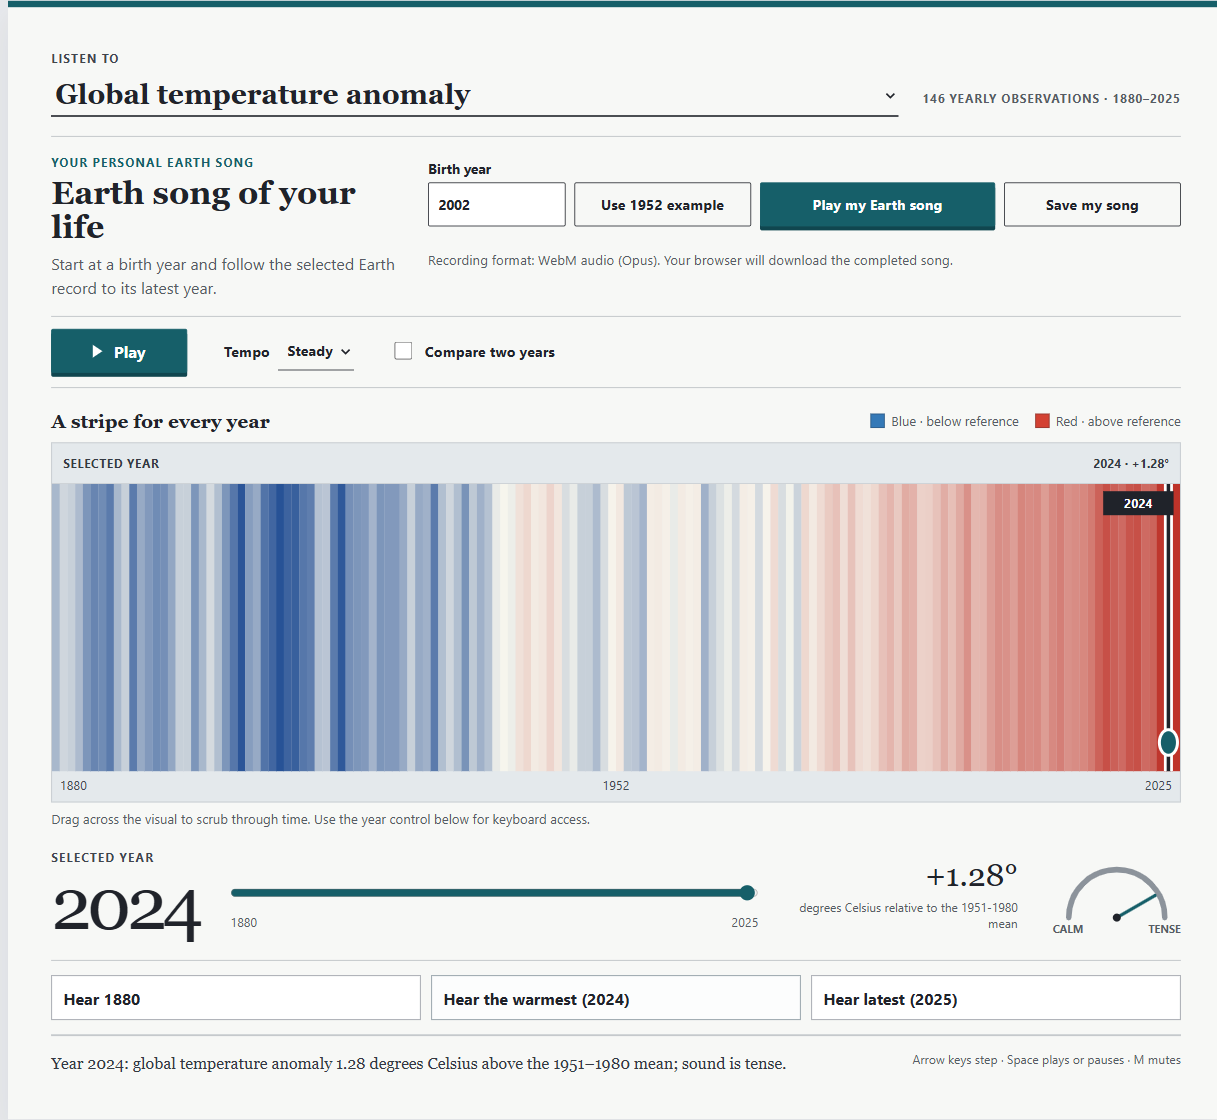 LISTEN TO
Global temperature anomaly
146 YEARLY OBSERVATIONS · 1880–2025
YOUR PERSONAL EARTH SONG
Earth song of your
life
Start at a birth year and follow the selected Earth
record to its latest year.
Birth year
2002
Use 1952 example
Play my Earth song
Save my song
Recording format: WebM audio (Opus). Your browser will download the completed song.
Play
Tempo
Steady
Compare two years
A stripe for every year
Blue · below reference
Red · above reference
SELECTED YEAR
2024 · +1.28°
2024
1880
1952
2025
Drag across the visual to scrub through time. Use the year control below for keyboard access.
SELECTED YEAR
2024
1880
2025
+1.28°
degrees Celsius relative to the 1951-1980
mean
CALM
TENSE
Hear 1880
Hear the warmest (2024)
Hear latest (2025)
Year 2024: global temperature anomaly 1.28 degrees Celsius above the 1951–1980 mean; sound is tense.
Arrow keys step · Space plays or pauses · M mutes